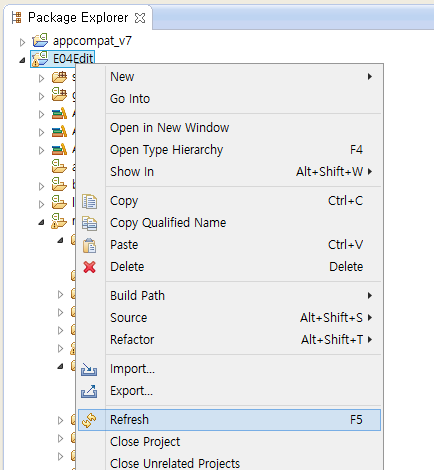 Package Explorer
appcompat_v7
E04Edit
New
Go Into
Open in New Window
Open Type Hierarchy F4
Show In Alt+Shift+W
Copy Ctrl+C
Copy Qualified Name
Paste Ctrl+V
Delete Delete
Build Path
Source Alt+Shift+S
Refactor Alt+Shift+T
Import...
Export...
Refresh F5
Close Project
Close Unrelated Projects